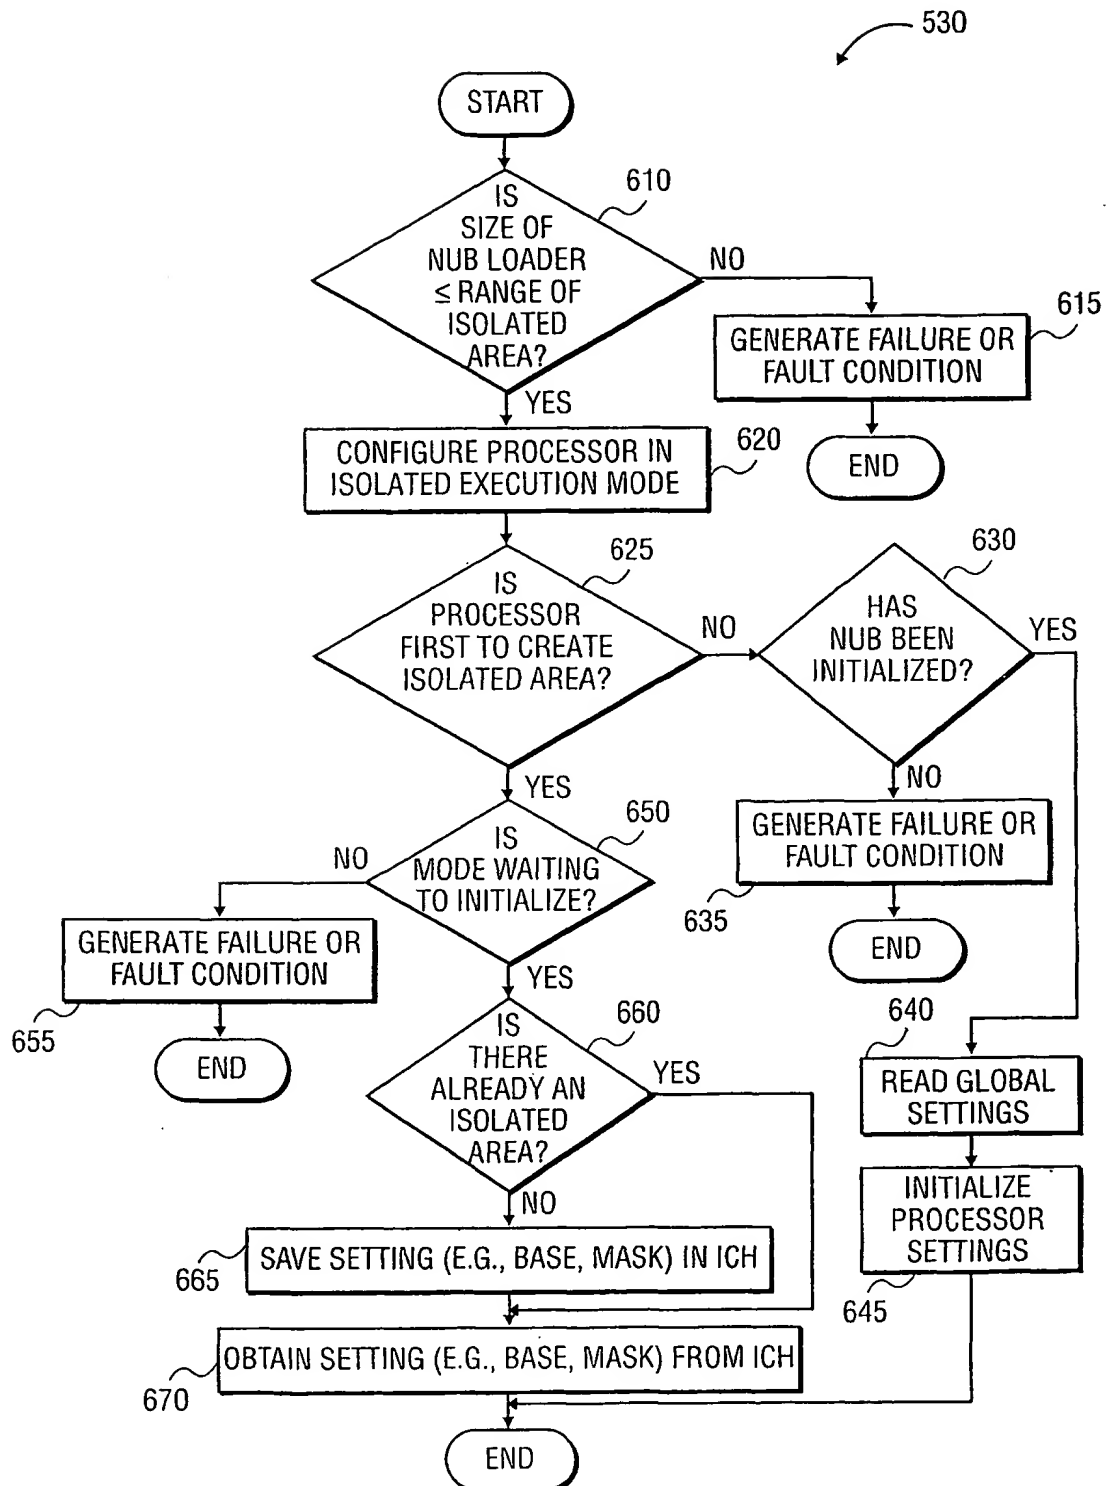 530
START
610
IS
SIZE OF
NUB LOADER
≤ RANGE OF
ISOLATED
AREA?
NO
615
GENERATE FAILURE OR
FAULT CONDITION
YES
END
620
CONFIGURE PROCESSOR IN
ISOLATED EXECUTION MODE
625
IS
PROCESSOR
FIRST TO CREATE
ISOLATED AREA?
NO
630
HAS
NUB BEEN
INITIALIZED?
YES
NO
GENERATE FAILURE OR
FAULT CONDITION
635
END
YES
650
IS
MODE WAITING
TO INITIALIZE?
NO
GENERATE FAILURE OR
FAULT CONDITION
655
END
YES
660
IS
THERE
ALREADY AN
ISOLATED
AREA?
YES
640
READ GLOBAL
SETTINGS
INITIALIZE
PROCESSOR
SETTINGS
645
NO
SAVE SETTING (E.G., BASE, MASK) IN ICH
665
OBTAIN SETTING (E.G., BASE, MASK) FROM ICH
670
END